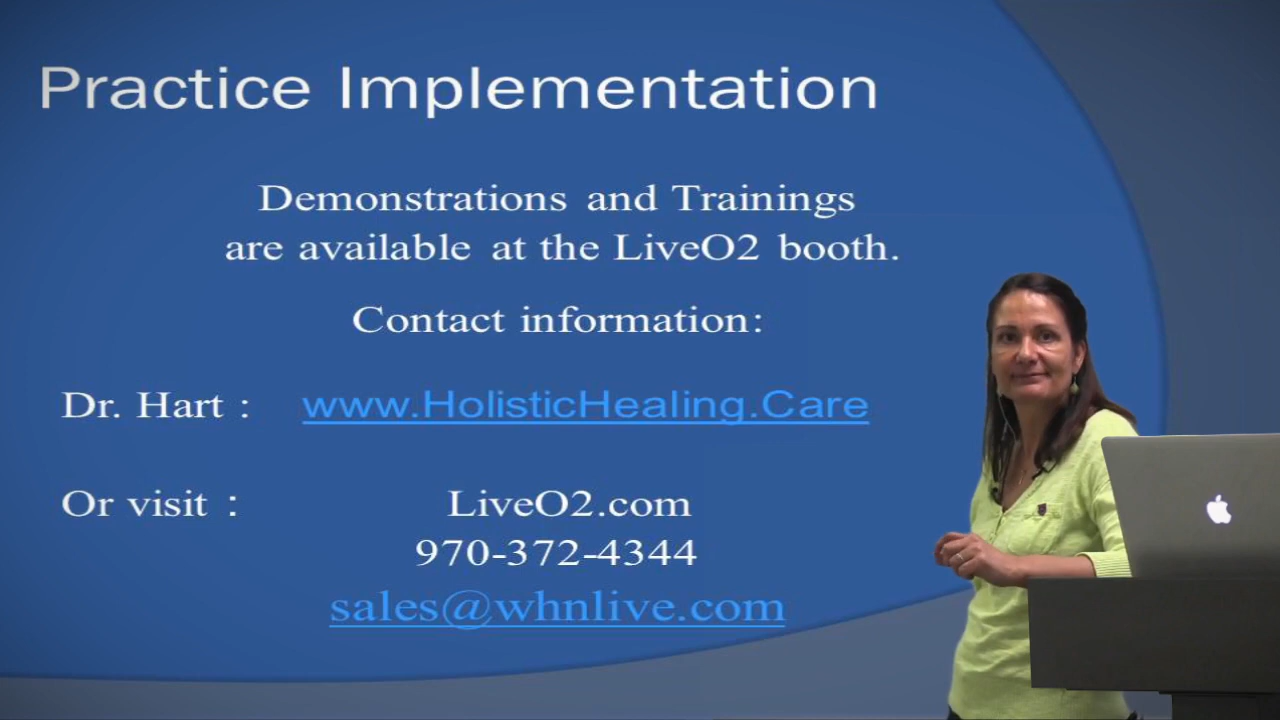 Practice Implementation
Demonstrations and Trainings
are available at the LiveO2 booth.
Contact information:
Dr. Hart : www.HolisticHealing.Care
Or visit : LiveO2.com
970-372-4344
sales@whnlive.com